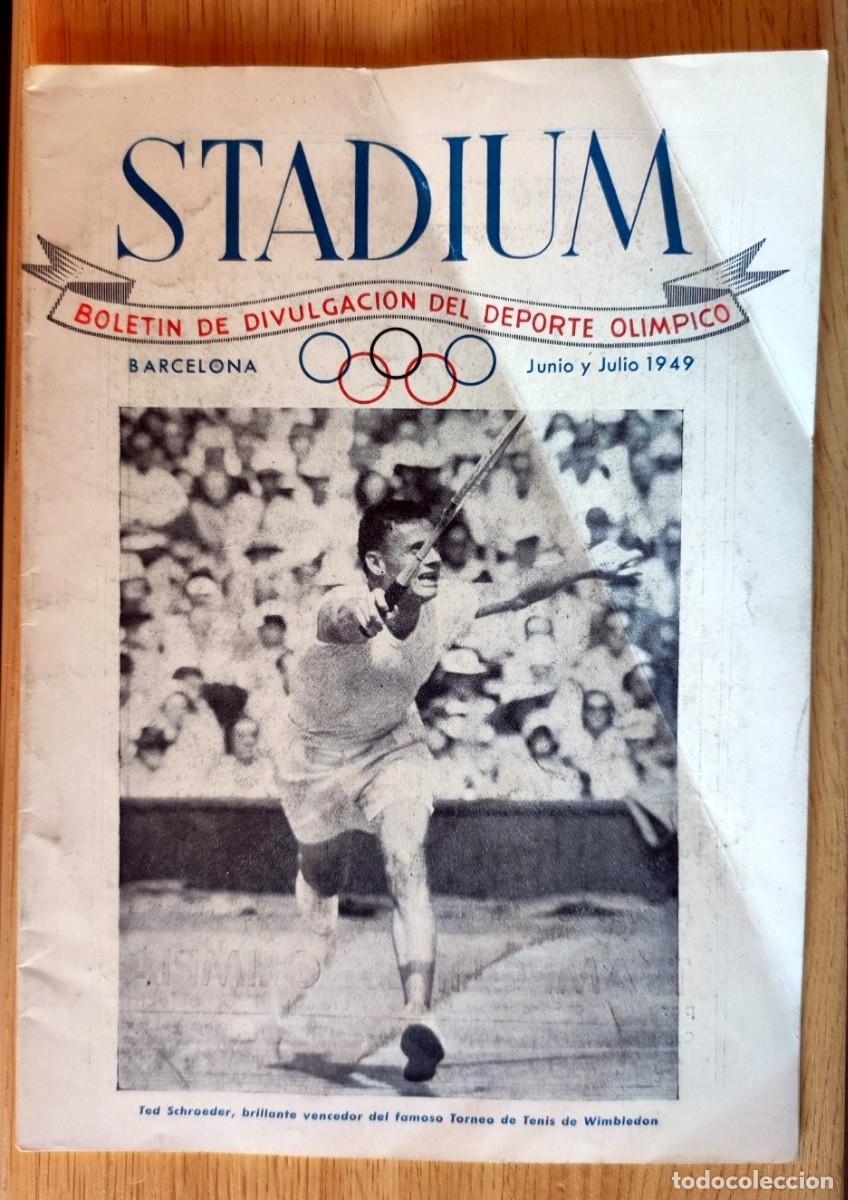 STADIUM
BOLETIN DE DIVULGACION DEL DEPORTE OLIMPICO
BARCELONA
Junio y Julio 1949
Ted Schroeder, brillante vencedor del famoso Torneo de Tenis de Wimbledon
todocoleccion